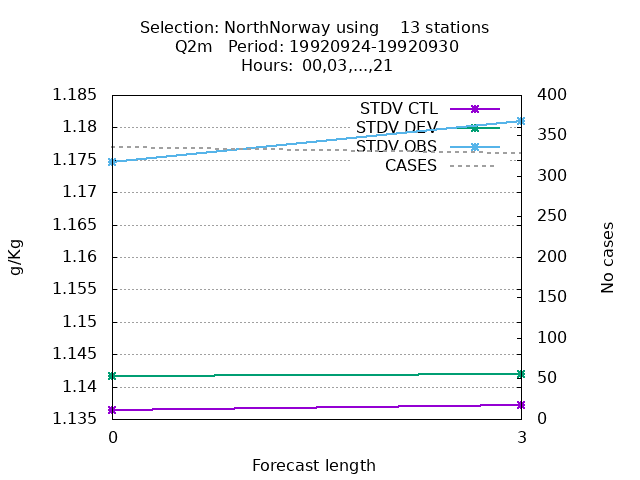 Selection: NorthNorway using    13 stations
Q2m   Period: 19920924-19920930
Hours:  00,03,...,21
1.185
1.18
1.175
1.17
1.165
1.16
1.155
1.15
1.145
1.14
1.135
g/Kg
STDV CTL
STDV DEV
STDV OBS
CASES
400
350
300
250
200
150
100
50
0
No cases
0 3
Forecast length